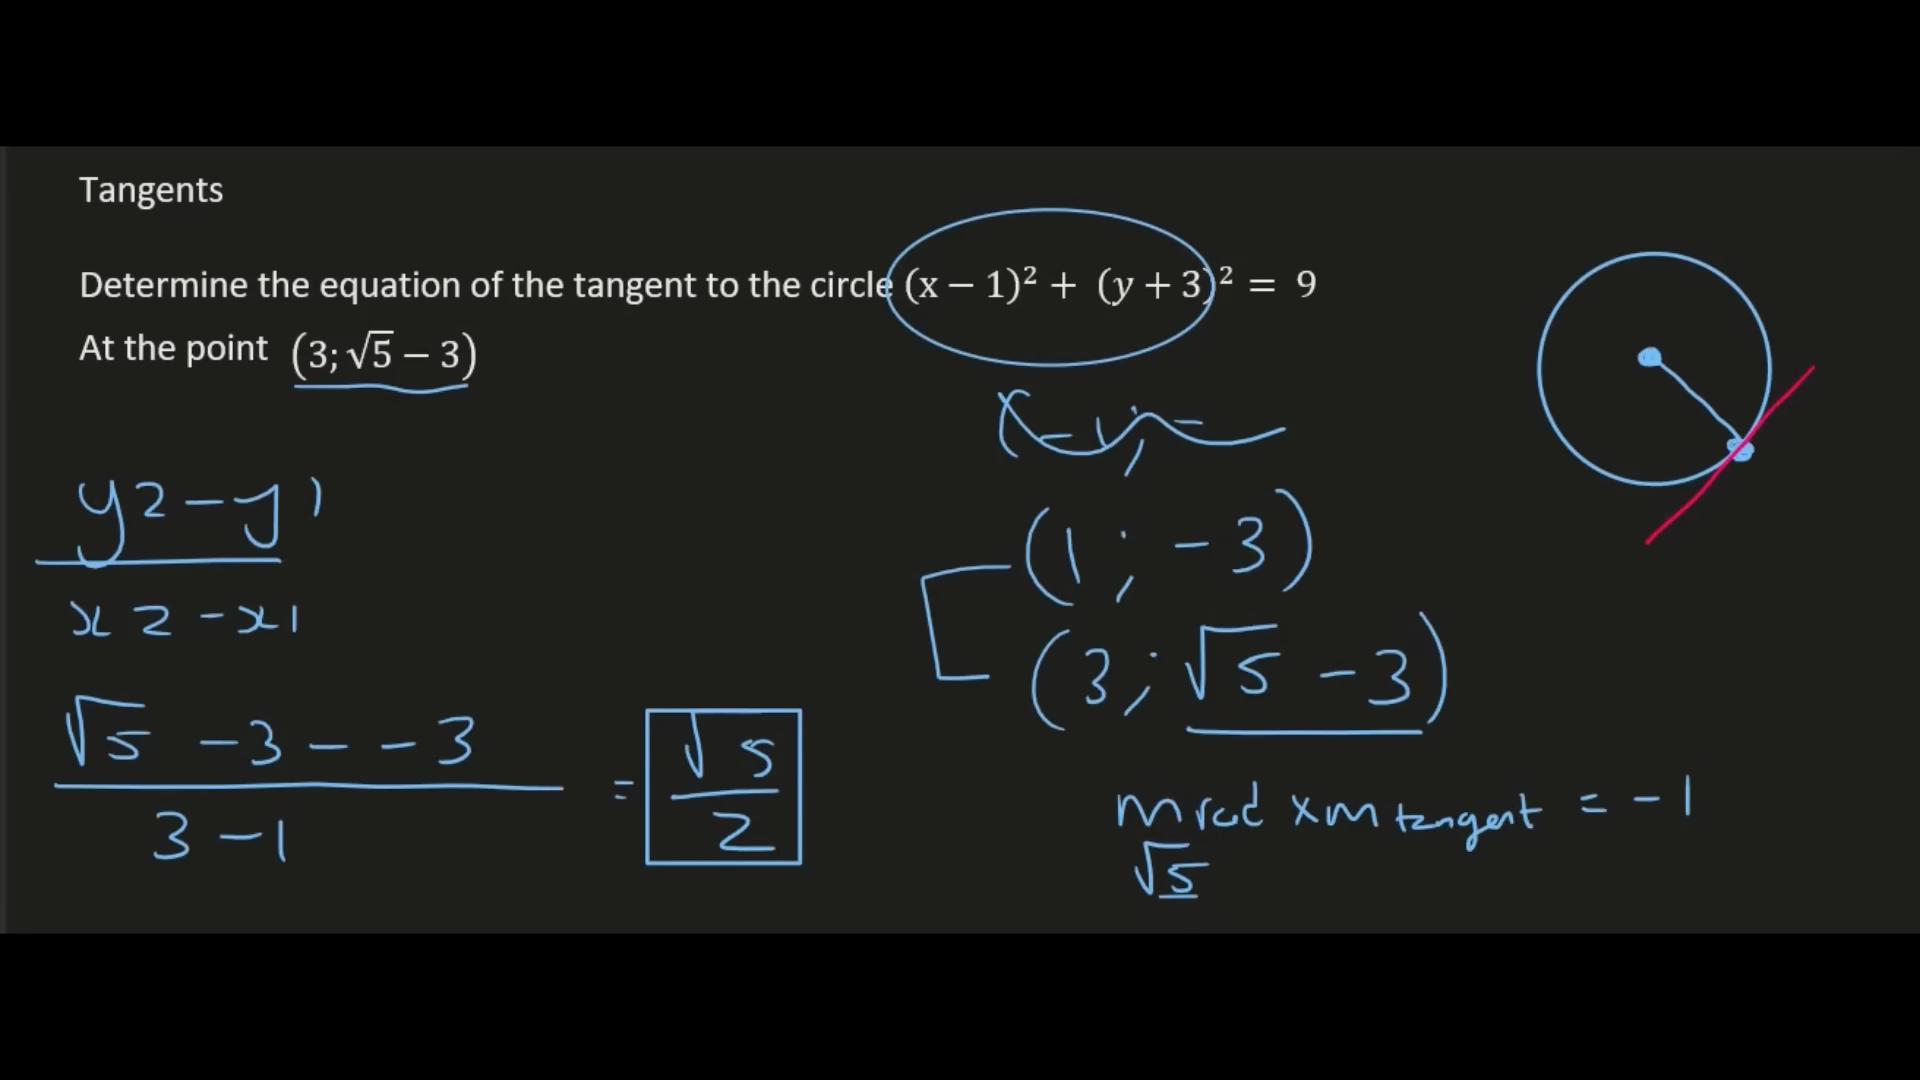 Tangents
Determine the equation of the tangent to the circle (x − 1)² + (y + 3)² = 9
At the point (3; √5 − 3)
y2 − y1
x2 − x1
(1 ; −3)
(3 ; √5 − 3)
√5 −3 − −3
3 − 1
= √5
2
m rad x m tangent = −1
√5